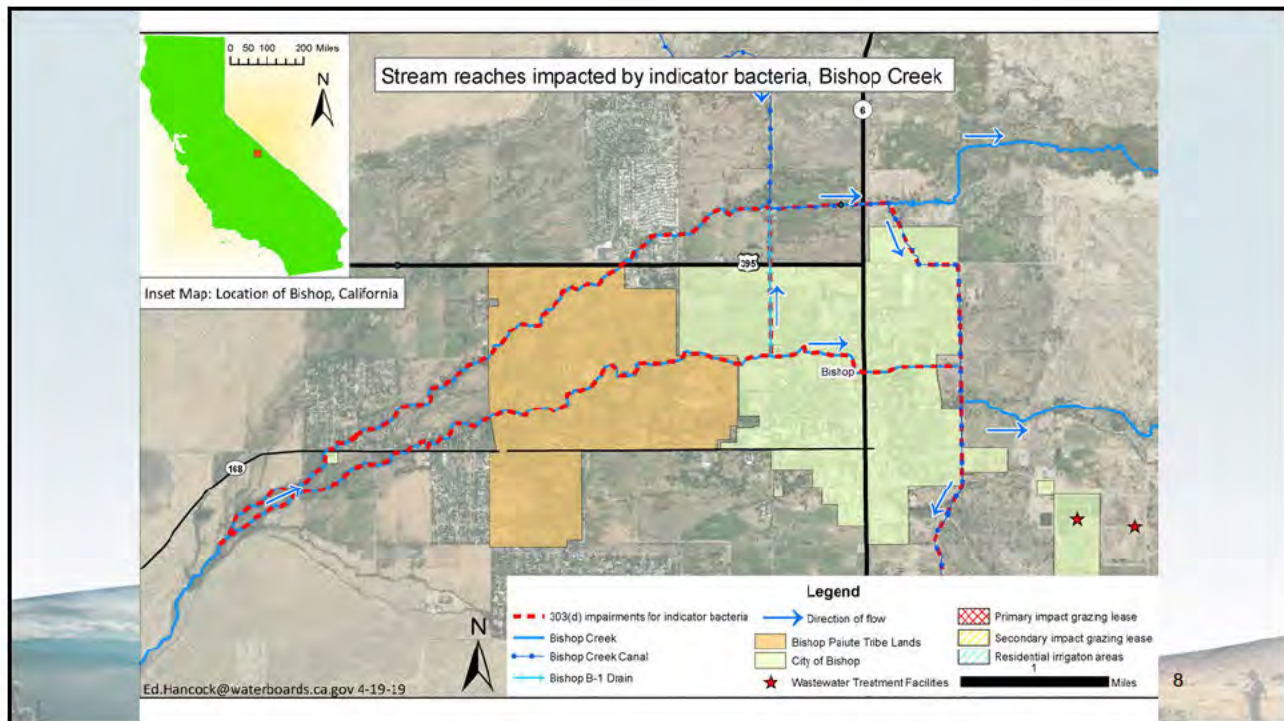 0 50 100 200 Miles
N
Stream reaches impacted by indicator bacteria, Bishop Creek
6
395
Inset Map: Location of Bishop, California
Bishop
168
Legend
303(d) impairments for indicator bacteria
Bishop Creek
Bishop Creek Canal
Bishop B-1 Drain
Direction of flow
Bishop Paiute Tribe Lands
City of Bishop
Wastewater Treatment Facilities
Primary impact grazing lease
Secondary impact grazing lease
Residential irrigaton areas
1
Miles
N
Ed.Hancock@waterboards.ca.gov 4-19-19
8